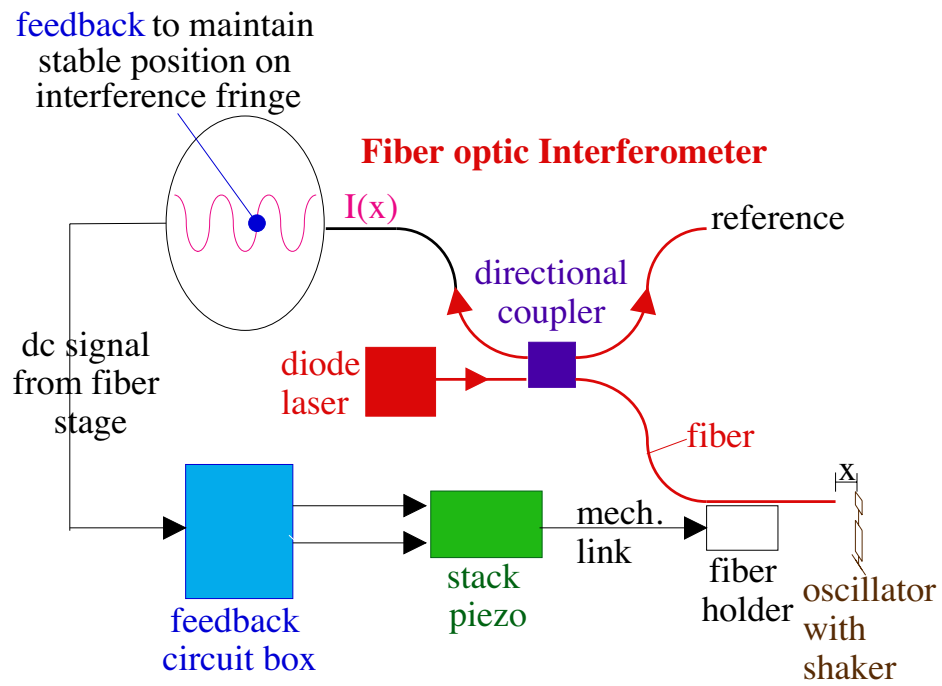 feedback to maintain
stable position on
interference fringe
Fiber optic Interferometer
I(x)
reference
directional
coupler
dc signal
from fiber
stage
diode
laser
fiber
x
mech.
link
stack
piezo
fiber
holder
feedback
circuit box
oscillator
with
shaker